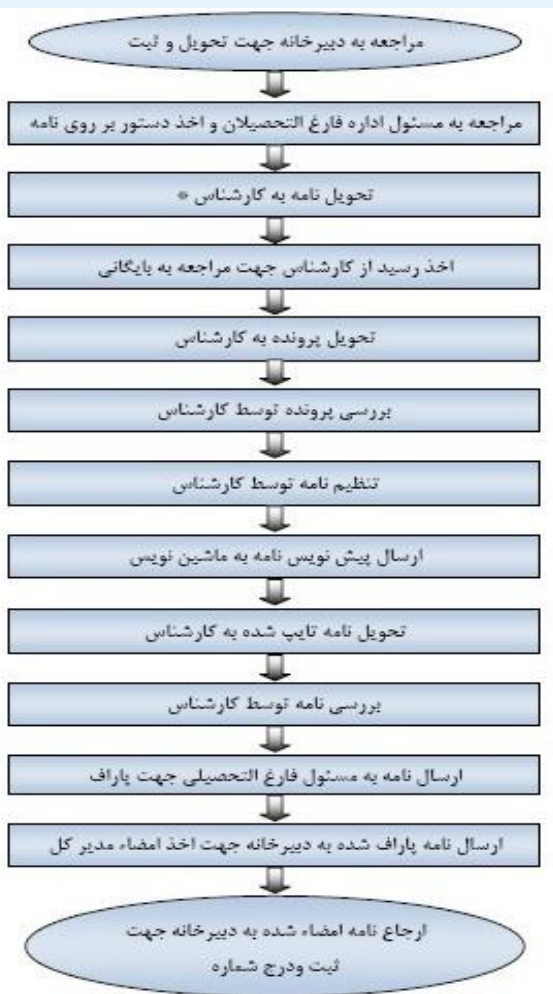 مراجعه به دبیرخانه جهت تحویل و ثبت
مراجعه به مسئول اداره فارغ التحصیلان و اخذ دستور بر روی نامه
تحویل نامه به کارشناس *
اخذ رسید از کارشناس جهت مراجعه به بایگانی
تحویل پرونده به کارشناس
بررسی پرونده توسط کارشناس
تنظیم نامه توسط کارشناس
ارسال پیش نویس نامه به ماشین نویس
تحویل نامه تایپ شده به کارشناس
بررسی نامه توسط کارشناس
ارسال نامه به مسئول فارغ التحصیلی جهت پاراف
ارسال نامه پاراف شده به دبیرخانه جهت اخذ امضاء مدیر کل
ارجاع نامه امضاء شده به دبیرخانه جهت
ثبت ودرج شماره